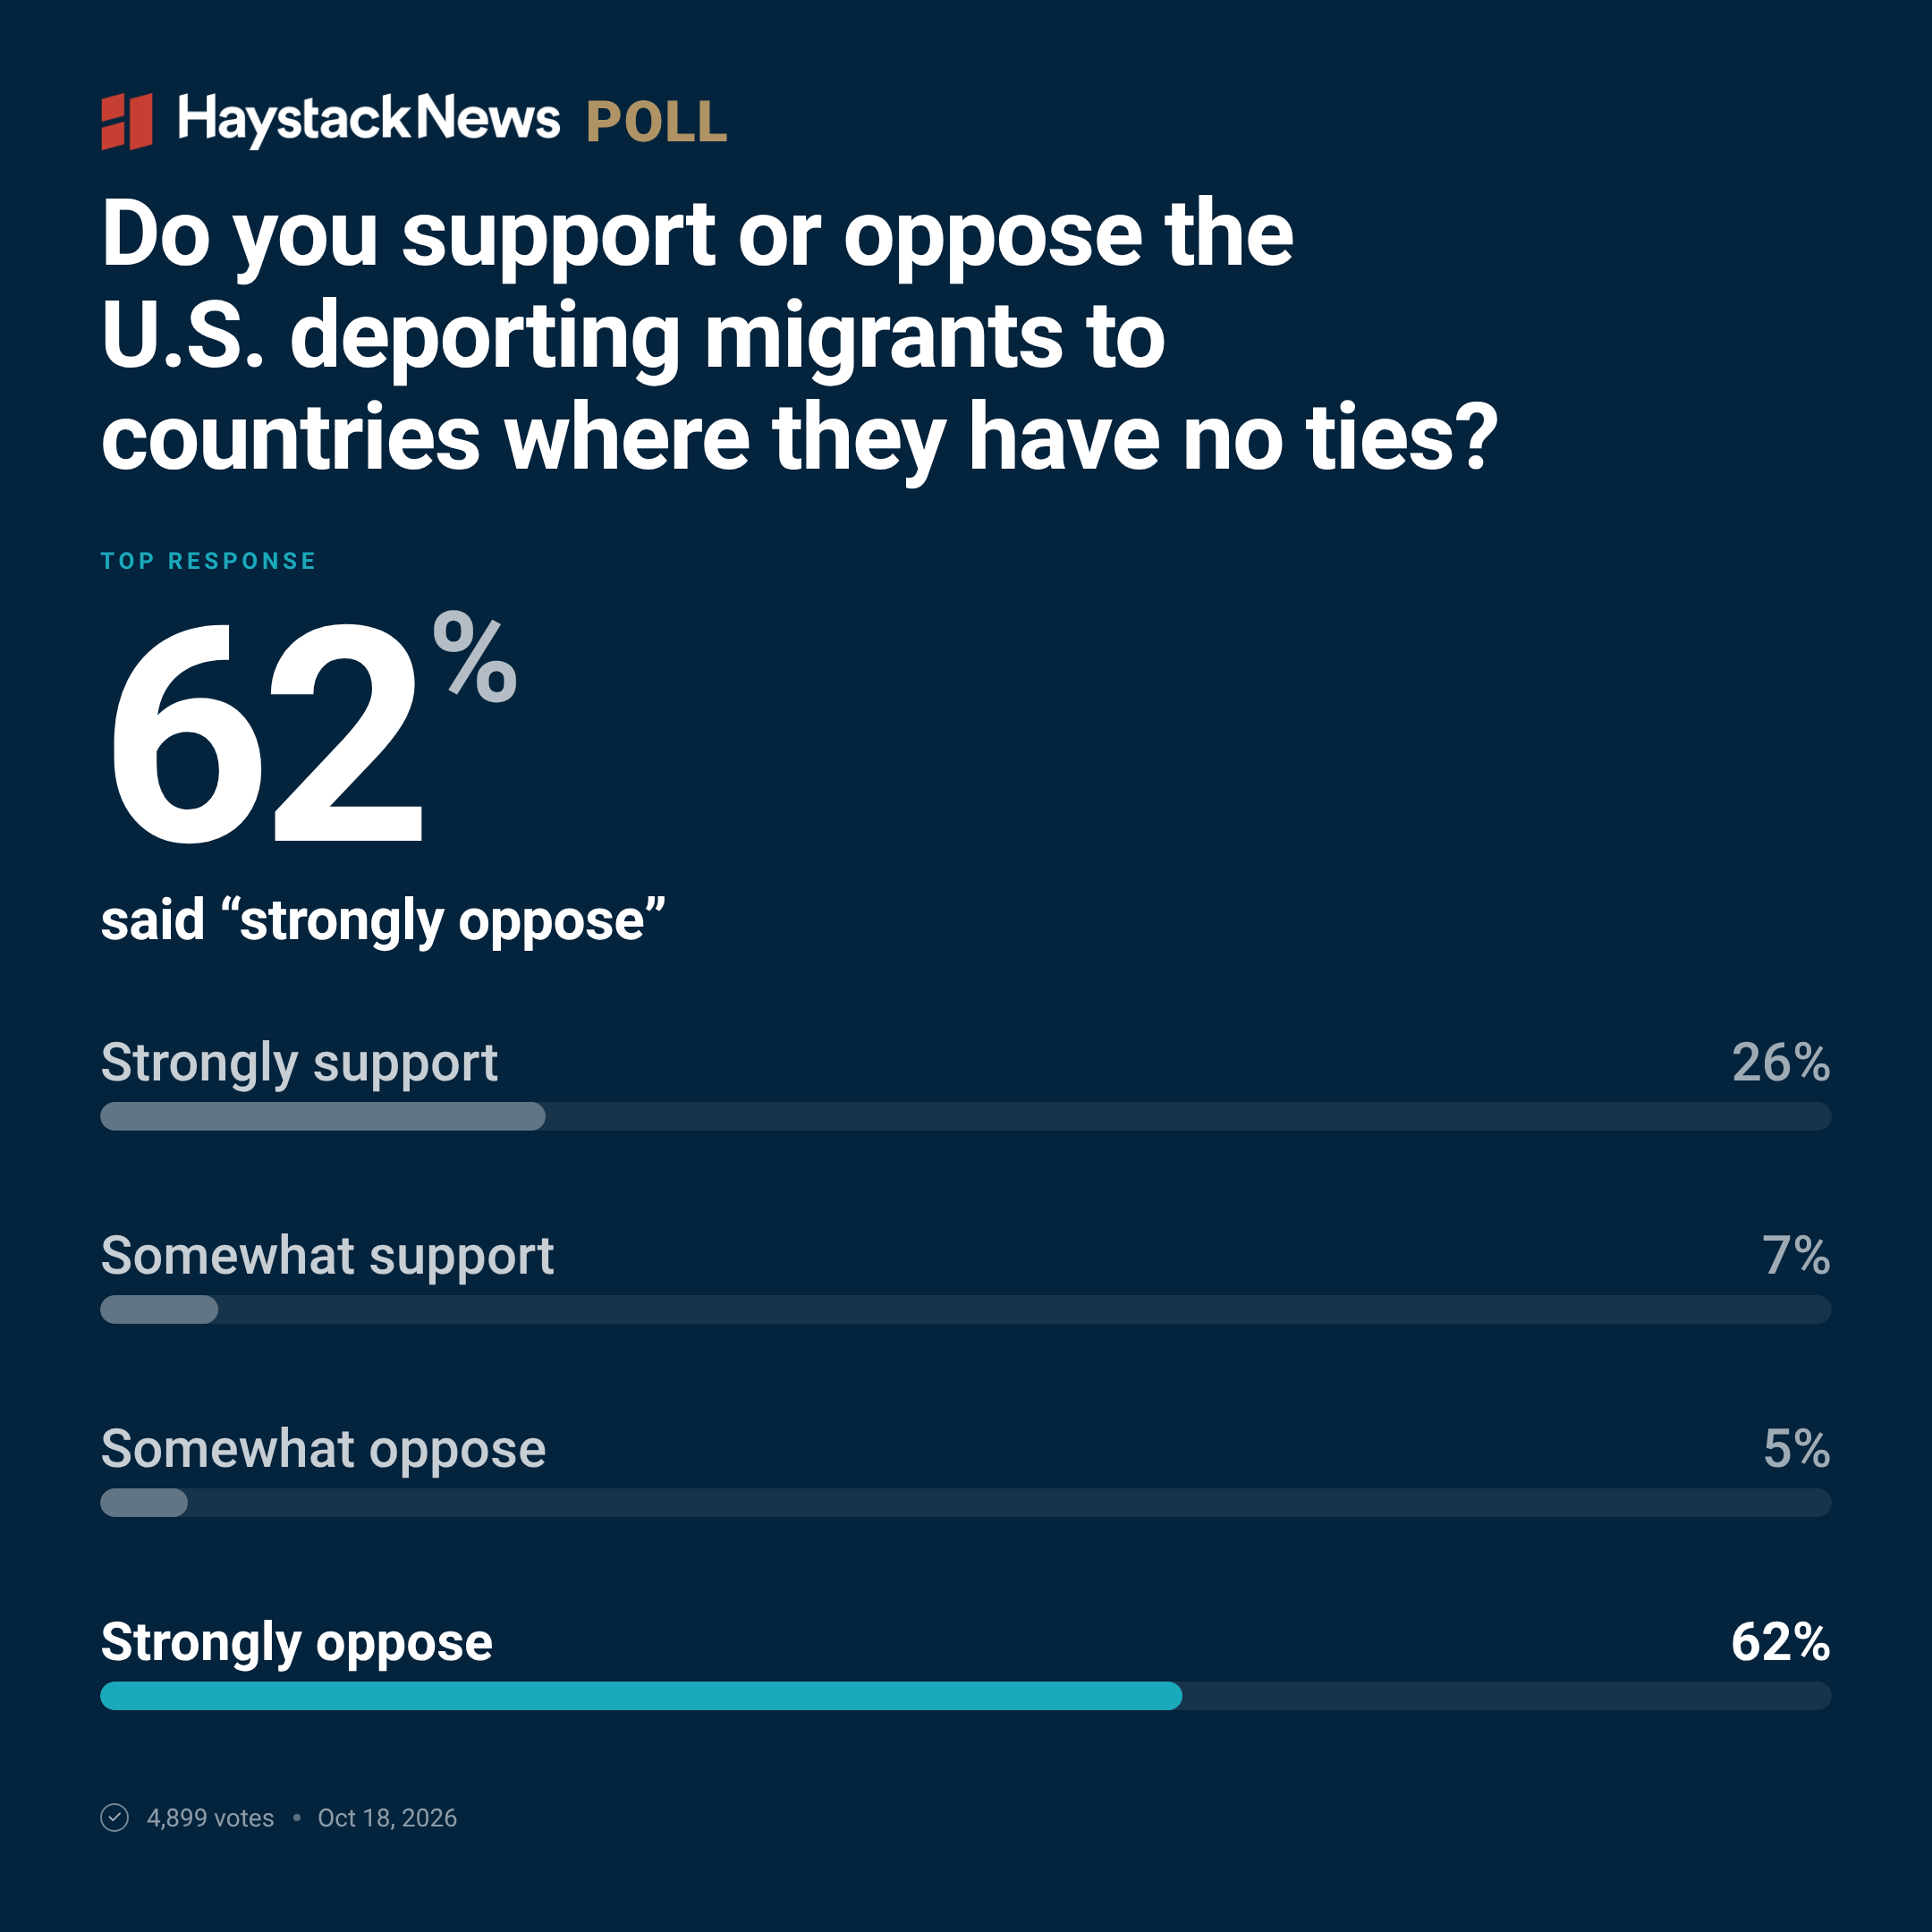 HaystackNews POLL
Do you support or oppose the
U.S. deporting migrants to
countries where they have no ties?
TOP RESPONSE
62%
said “strongly oppose”
Strongly support 26%
Somewhat support 7%
Somewhat oppose 5%
Strongly oppose 62%
4,899 votes • Oct 18, 2026